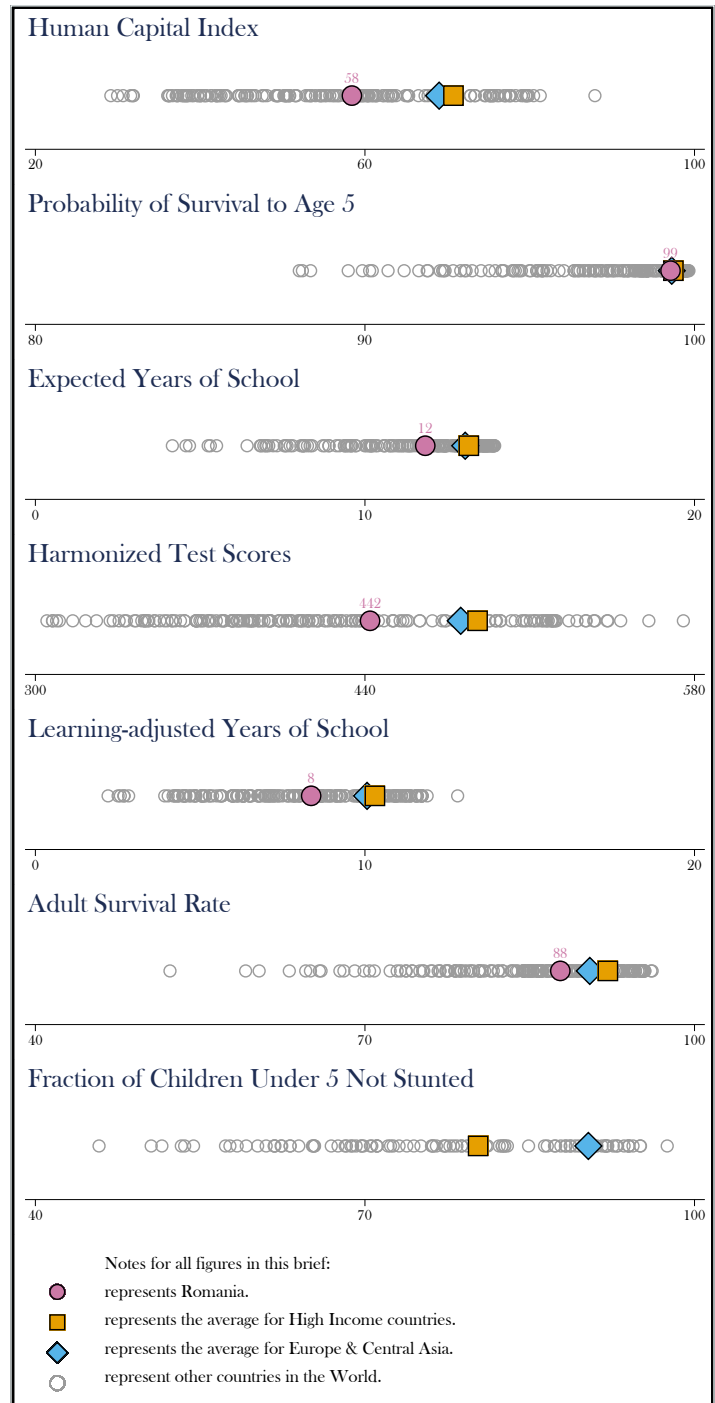 Human Capital Index
58
20 60 100
Probability of Survival to Age 5
99
80 90 100
Expected Years of School
12
0 10 20
Harmonized Test Scores
442
300 440 580
Learning-adjusted Years of School
8
0 10 20
Adult Survival Rate
88
40 70 100
Fraction of Children Under 5 Not Stunted
40 70 100
Notes for all figures in this brief:
represents Romania.
represents the average for High Income countries.
represents the average for Europe & Central Asia.
represent other countries in the World.